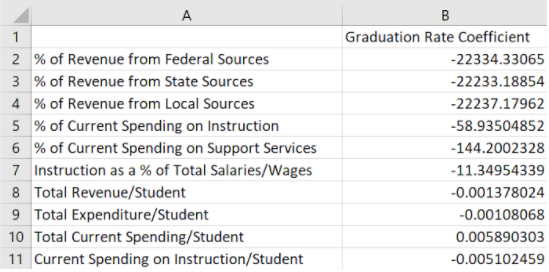 A B
1 Graduation Rate Coefficient
2 % of Revenue from Federal Sources -22334.33065
3 % of Revenue from State Sources -22233.18854
4 % of Revenue from Local Sources -22237.17962
5 % of Current Spending on Instruction -58.93504852
6 % of Current Spending on Support Services -144.2002328
7 Instruction as a % of Total Salaries/Wages -11.34954339
8 Total Revenue/Student -0.001378024
9 Total Expenditure/Student -0.00108068
10 Total Current Spending/Student 0.005890303
11 Current Spending on Instruction/Student -0.005102459